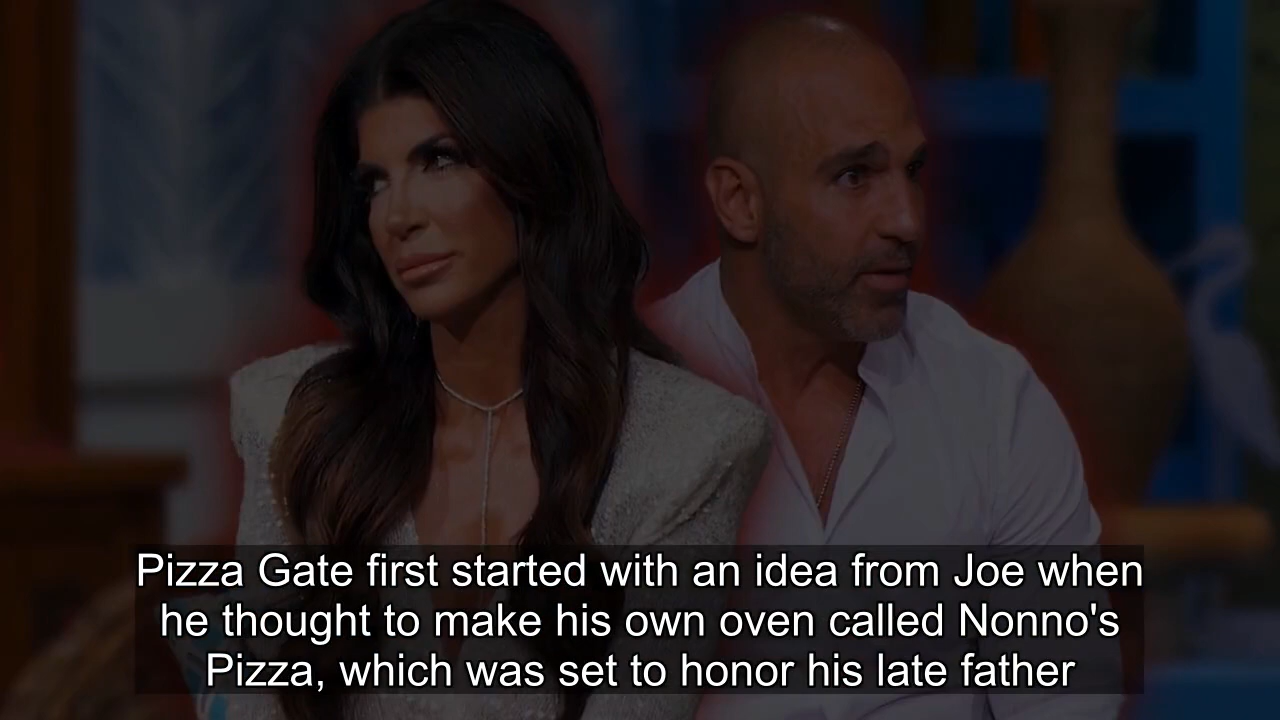 Pizza Gate first started with an idea from Joe when
he thought to make his own oven called Nonno's
Pizza, which was set to honor his late father